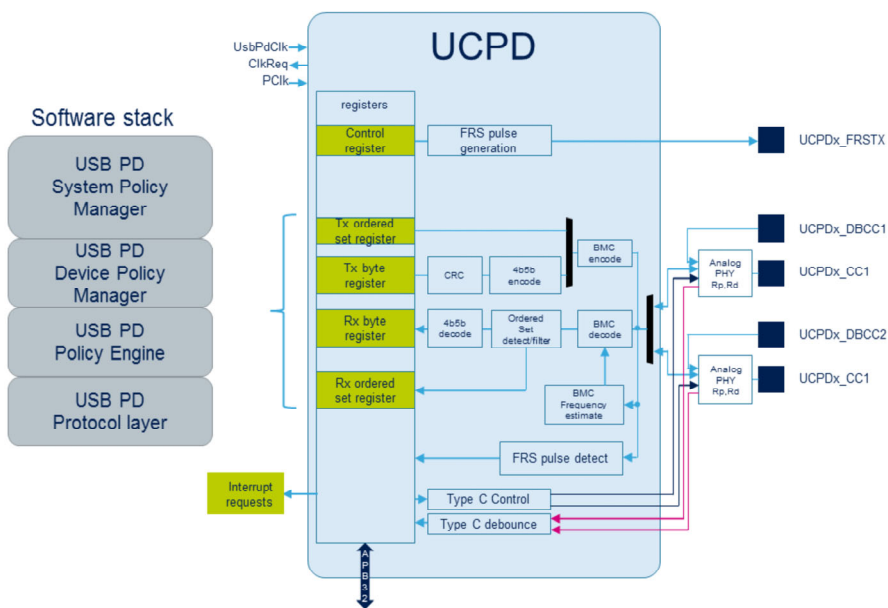 UCPD
UsbPdClk
ClkReq
PClk
Software stack
USB PD
System Policy
Manager
USB PD
Device Policy
Manager
USB PD
Policy Engine
USB PD
Protocol layer
registers
Control
register
FRS pulse
generation
UCPDx_FRSTX
Tx ordered
set register
BMC
encode
UCPDx_DBCC1
Tx byte
register
CRC
4b5b
encode
Analog
PHY
Rp,Rd
UCPDx_CC1
Rx byte
register
4b5b
decode
Ordered
Set
detect/filter
BMC
decode
UCPDx_DBCC2
Rx ordered
set register
BMC
Frequency
estimate
Analog
PHY
Rp,Rd
UCPDx_CC1
FRS pulse detect
Interrupt
requests
Type C Control
Type C debounce
APB32